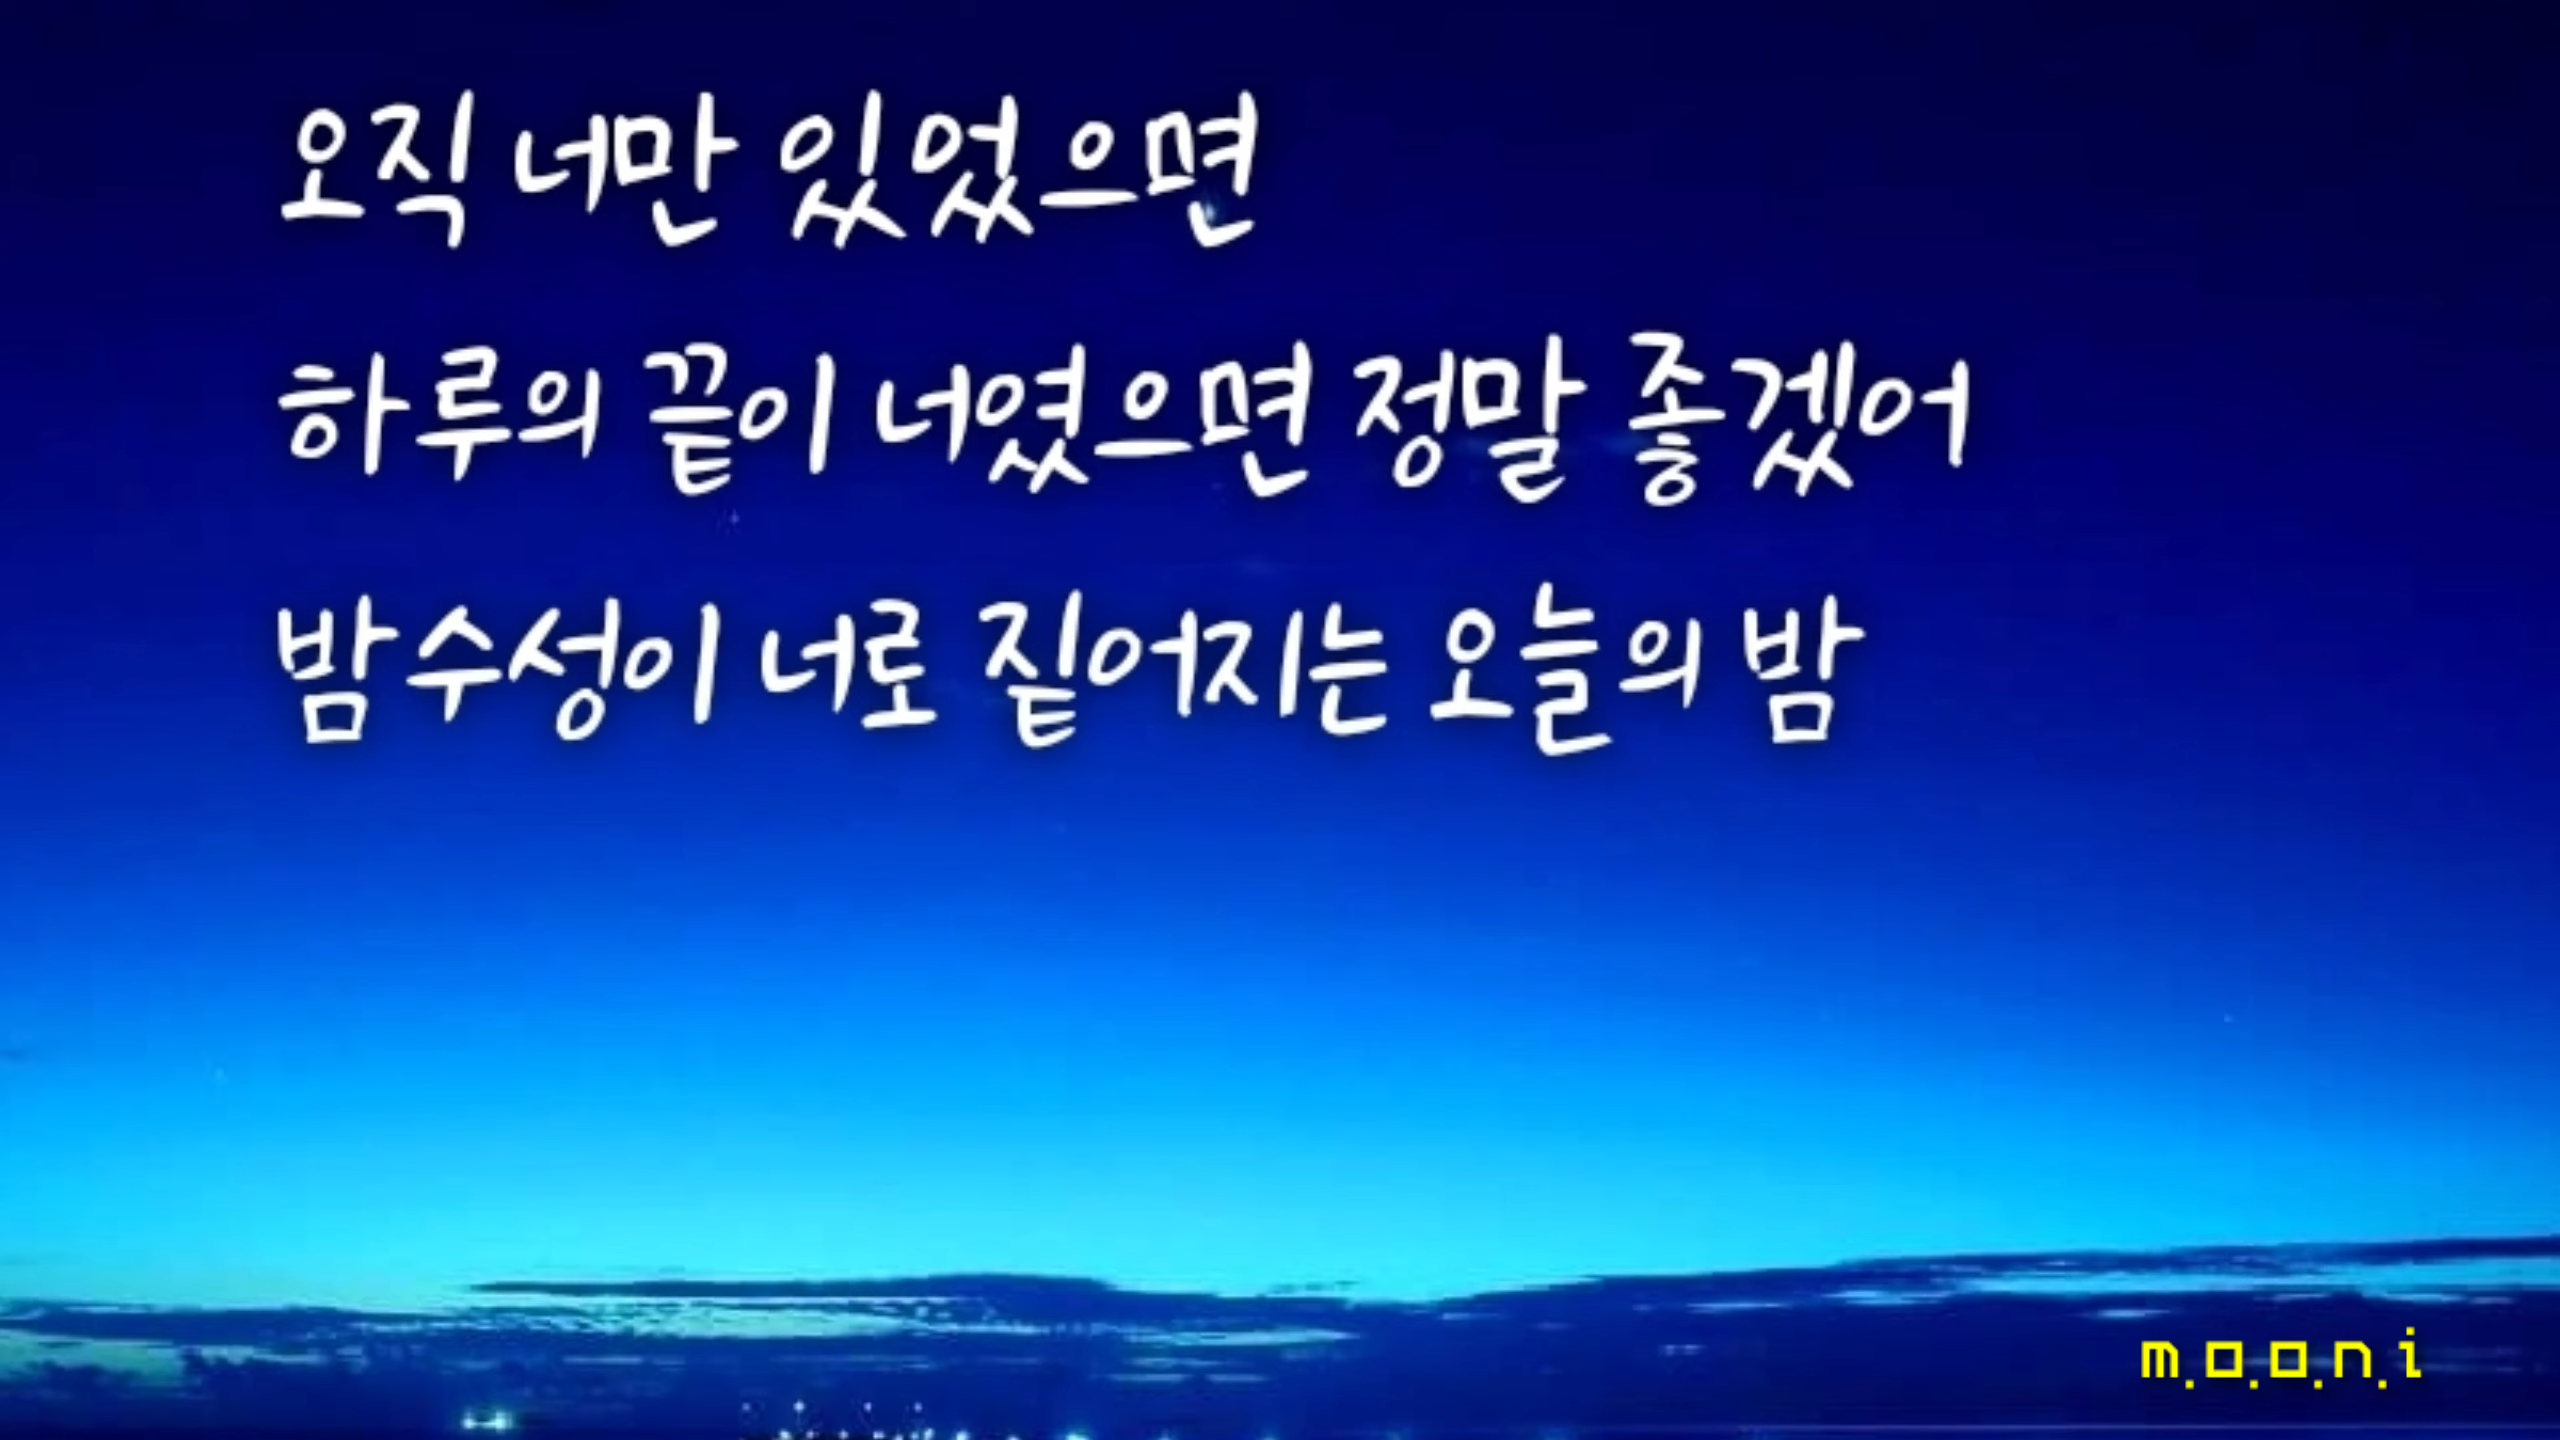 오직 너만 있었으면
하루의 끝이 너였으면 정말 좋겠어
밤 수성이 너로 짙어지는 오늘의 밤
m.o.o.n.i